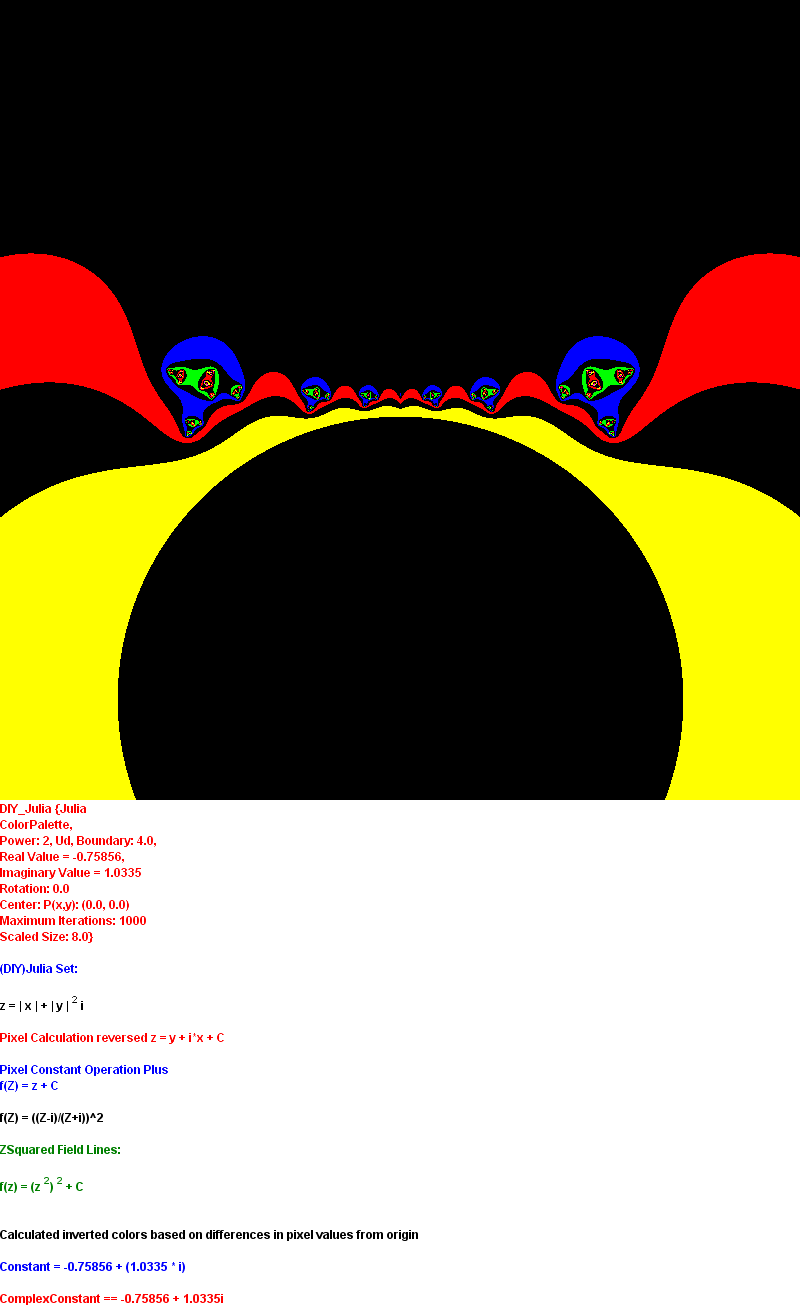 DIY_Julia {Julia
ColorPalette,
Power: 2, Ud, Boundary: 4.0,
Real Value = -0.75856,
Imaginary Value = 1.0335
Rotation: 0.0
Center: P(x,y): (0.0, 0.0)
Maximum Iterations: 1000
Scaled Size: 8.0}
(DIY)Julia Set:
z = | x | + | y | 2 i
Pixel Calculation reversed z = y + i*x + C
Pixel Constant Operation Plus
f(Z) = z + C
f(Z) = ((Z-i)/(Z+i))^2
ZSquared Field Lines:
f(z) = (z 2) 2 + C
Calculated inverted colors based on differences in pixel values from origin
Constant = -0.75856 + (1.0335 * i)
ComplexConstant == -0.75856 + 1.0335i